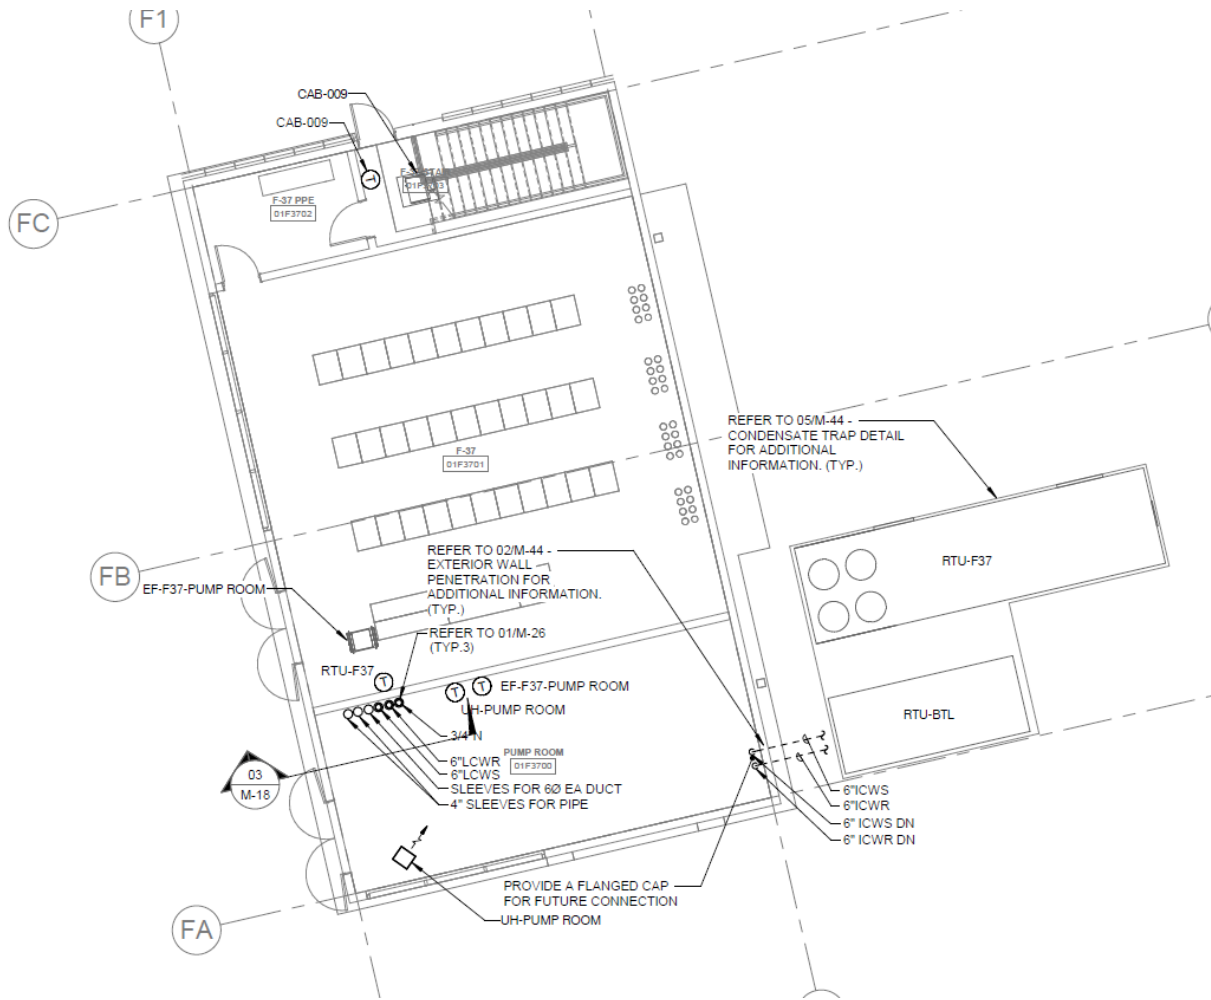 F1
CAB-009
CAB-009
T
FC
F-37 PPE
01F3702
REFER TO 05/M-44 -
CONDENSATE TRAP DETAIL
FOR ADDITIONAL
INFORMATION. (TYP.)
F-37
01F3701
RTU-F37
FB
REFER TO 02/M-44 -
EXTERIOR WALL
PENETRATION FOR
ADDITIONAL INFORMATION.
(TYP.)
EF-F37-PUMP ROOM
REFER TO 01/M-26
(TYP.3)
RTU-F37
T
T
T
EF-F37-PUMP ROOM
UH-PUMP ROOM
RTU-BTL
3/4"N
6"LCWR
6"LCWS
SLEEVES FOR 6Ø EA DUCT
4" SLEEVES FOR PIPE
PUMP ROOM
01F3700
03
M-18
6"ICWS
6"ICWR
6" ICWS DN
6" ICWR DN
PROVIDE A FLANGED CAP
FOR FUTURE CONNECTION
UH-PUMP ROOM
FA